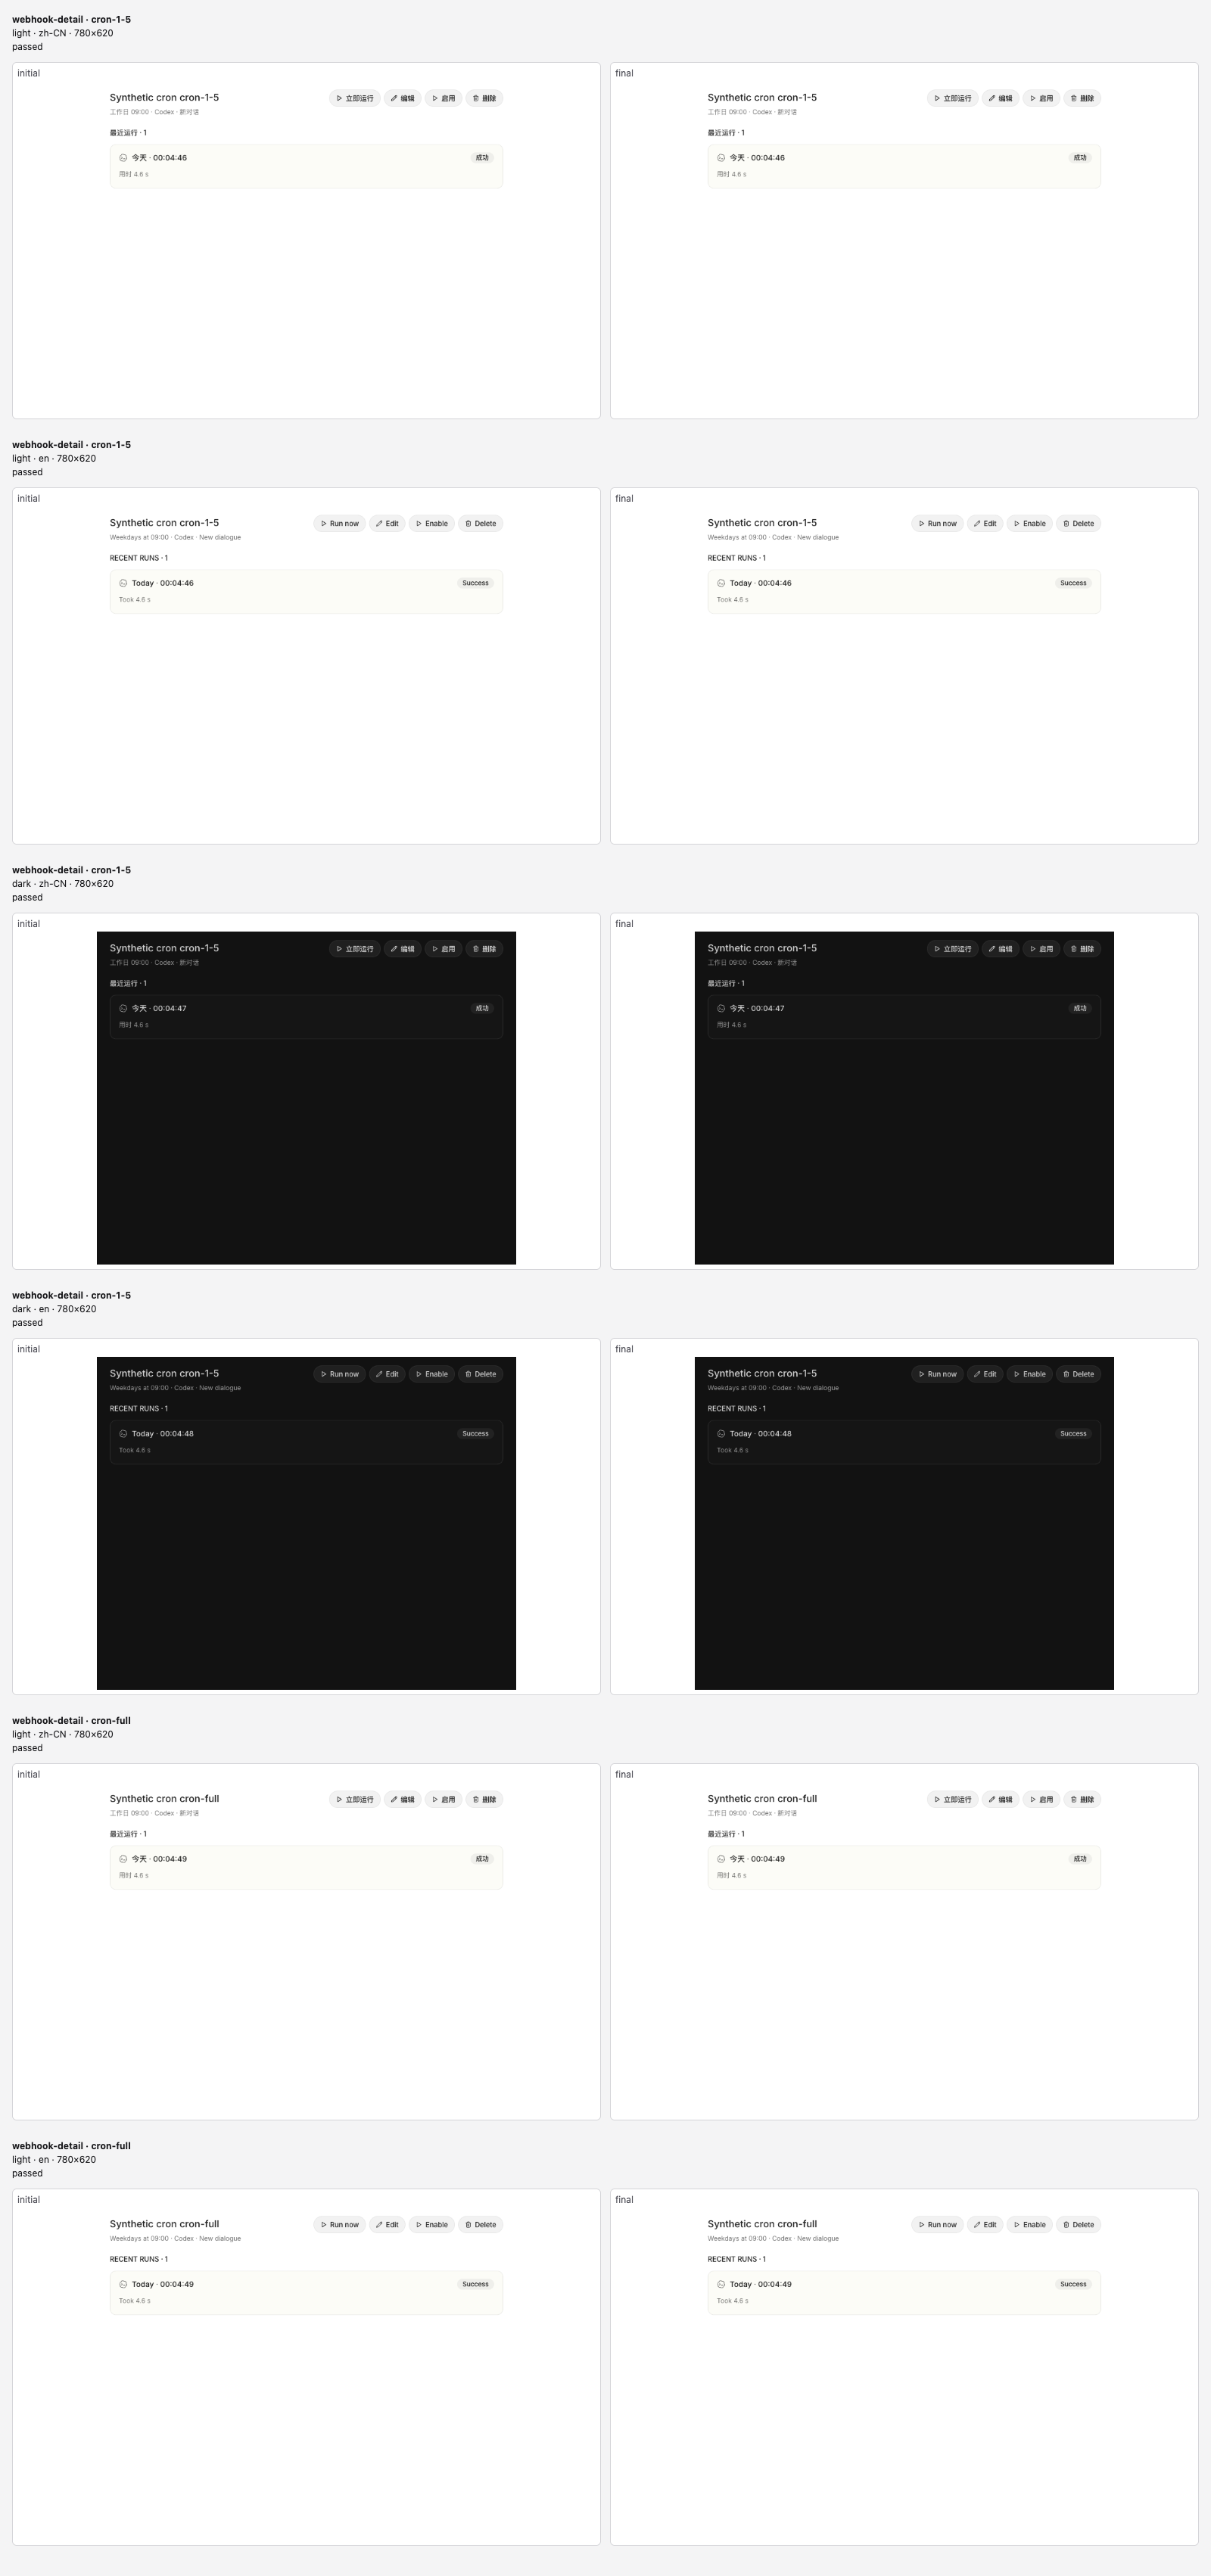 webhook-detail · cron-1-5
light · zh-CN · 780×620
passed
initial
Synthetic cron cron-1-5
立即运行 编辑 启用 删除
工作日 09:00 · Codex · 新对话
最近运行 · 1
今天 · 00:04:46 成功
用时 4.6 s
final
Synthetic cron cron-1-5
立即运行 编辑 启用 删除
工作日 09:00 · Codex · 新对话
最近运行 · 1
今天 · 00:04:46 成功
用时 4.6 s
webhook-detail · cron-1-5
light · en · 780×620
passed
initial
Synthetic cron cron-1-5
Run now Edit Enable Delete
Weekdays at 09:00 · Codex · New dialogue
RECENT RUNS · 1
Today · 00:04:46 Success
Took 4.6 s
final
Synthetic cron cron-1-5
Run now Edit Enable Delete
Weekdays at 09:00 · Codex · New dialogue
RECENT RUNS · 1
Today · 00:04:46 Success
Took 4.6 s
webhook-detail · cron-1-5
dark · zh-CN · 780×620
passed
initial
Synthetic cron cron-1-5
立即运行 编辑 启用 删除
工作日 09:00 · Codex · 新对话
最近运行 · 1
今天 · 00:04:47 成功
用时 4.6 s
final
Synthetic cron cron-1-5
立即运行 编辑 启用 删除
工作日 09:00 · Codex · 新对话
最近运行 · 1
今天 · 00:04:47 成功
用时 4.6 s
webhook-detail · cron-1-5
dark · en · 780×620
passed
initial
Synthetic cron cron-1-5
Run now Edit Enable Delete
Weekdays at 09:00 · Codex · New dialogue
RECENT RUNS · 1
Today · 00:04:48 Success
Took 4.6 s
final
Synthetic cron cron-1-5
Run now Edit Enable Delete
Weekdays at 09:00 · Codex · New dialogue
RECENT RUNS · 1
Today · 00:04:48 Success
Took 4.6 s
webhook-detail · cron-full
light · zh-CN · 780×620
passed
initial
Synthetic cron cron-full
立即运行 编辑 启用 删除
工作日 09:00 · Codex · 新对话
最近运行 · 1
今天 · 00:04:49 成功
用时 4.6 s
final
Synthetic cron cron-full
立即运行 编辑 启用 删除
工作日 09:00 · Codex · 新对话
最近运行 · 1
今天 · 00:04:49 成功
用时 4.6 s
webhook-detail · cron-full
light · en · 780×620
passed
initial
Synthetic cron cron-full
Run now Edit Enable Delete
Weekdays at 09:00 · Codex · New dialogue
RECENT RUNS · 1
Today · 00:04:49 Success
Took 4.6 s
final
Synthetic cron cron-full
Run now Edit Enable Delete
Weekdays at 09:00 · Codex · New dialogue
RECENT RUNS · 1
Today · 00:04:49 Success
Took 4.6 s